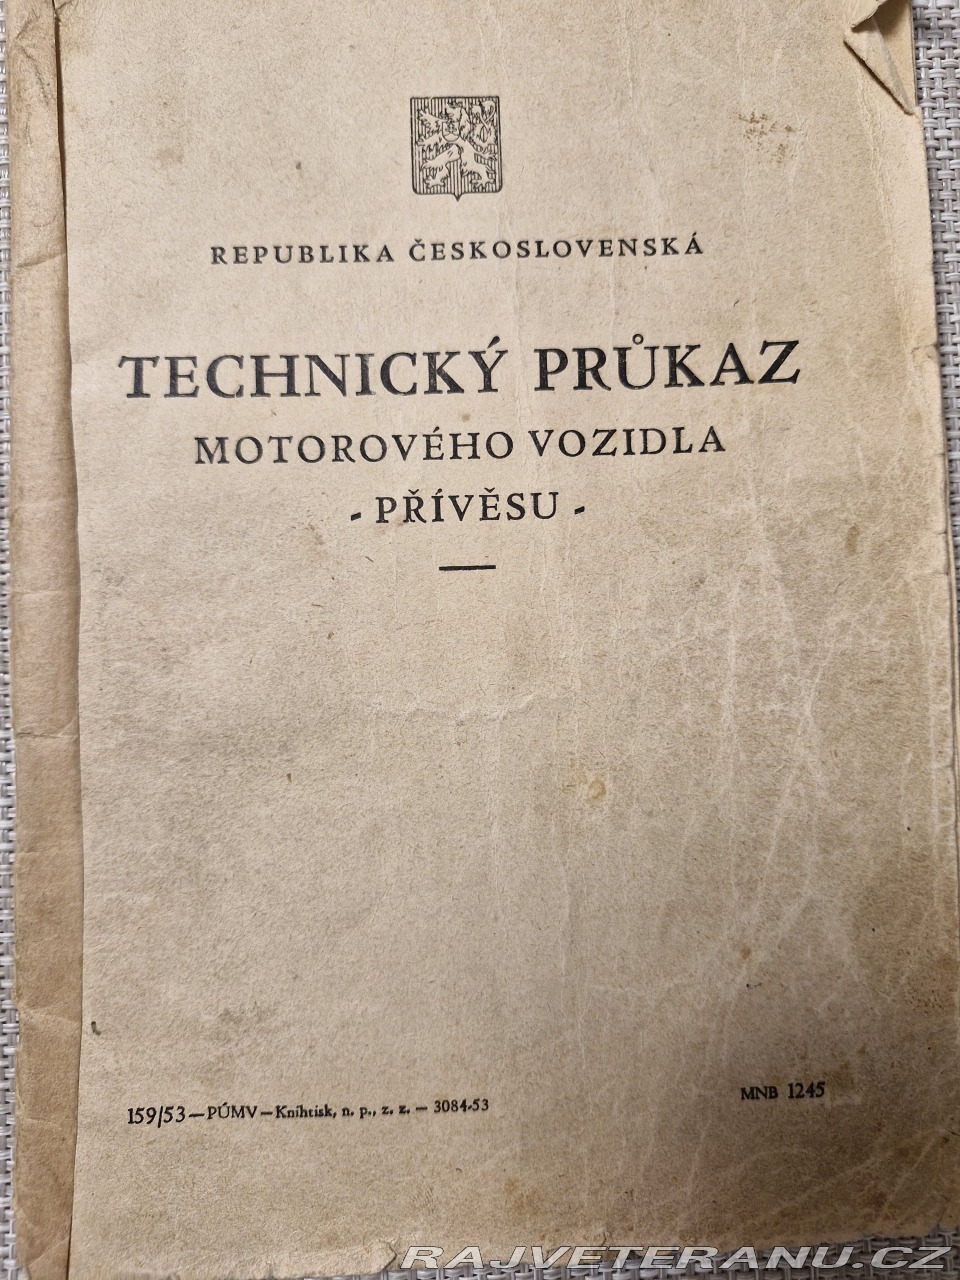 REPUBLIKA ČESKOSLOVENSKÁ
TECHNICKÝ PRŮKAZ
MOTOROVÉHO VOZIDLA
- PŘÍVĚSU -
159/53 — PÚMV — Knihtisk, n. p., z. z. — 3084-53
MNB 1245
RAJVETERANU.CZ